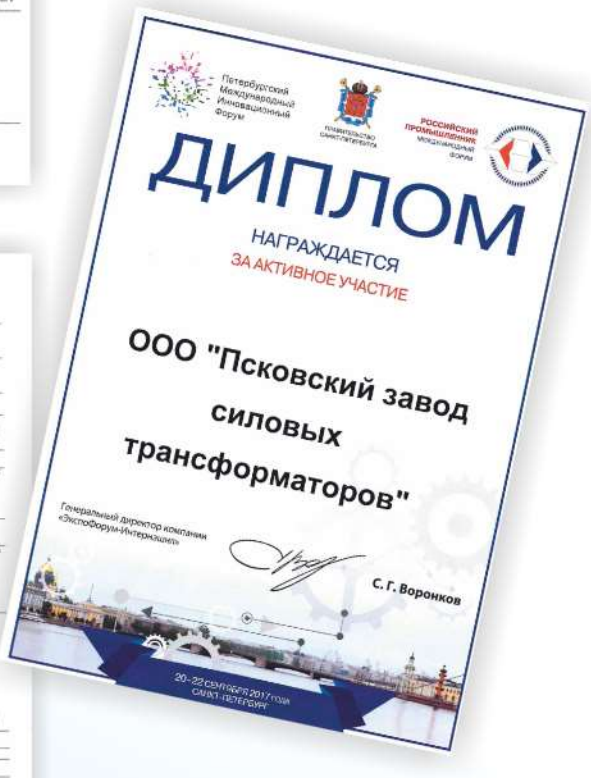 Петербургский
Международный
Инновационный
Форум
ПРАВИТЕЛЬСТВО
САНКТ-ПЕТЕРБУРГА
РОССИЙСКИЙ
ПРОМЫШЛЕННИК
МЕЖДУНАРОДНЫЙ
ФОРУМ
ДИПЛОМ
НАГРАЖДАЕТСЯ
ЗА АКТИВНОЕ УЧАСТИЕ
ООО "Псковский завод
силовых
трансформаторов"
Генеральный директор компании
«ЭкспоФорум-Интернэшнл»
С. Г. Воронков
20–22 СЕНТЯБРЯ 2017 года
САНКТ-ПЕТЕРБУРГ